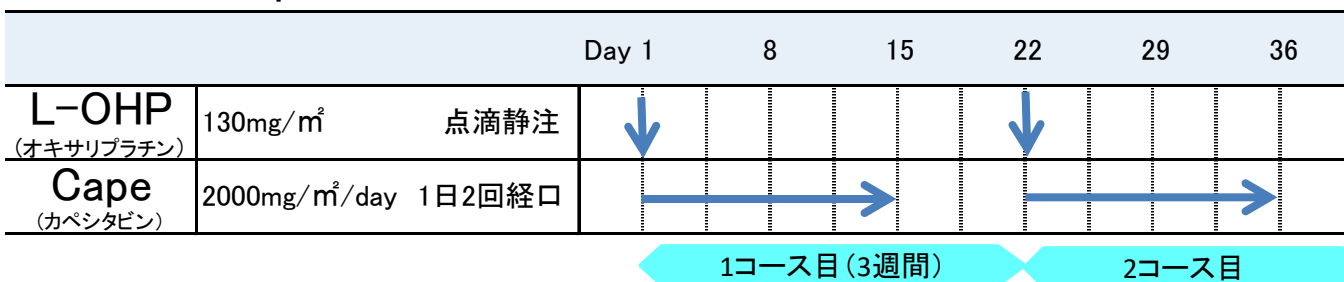 Day 1 8 15 22 29 36
L-OHP 130mg/㎡ 点滴静注
(オキサリプラチン)
Cape 2000mg/㎡/day 1日2回経口
(カペシタビン)
1コース目(3週間) 2コース目